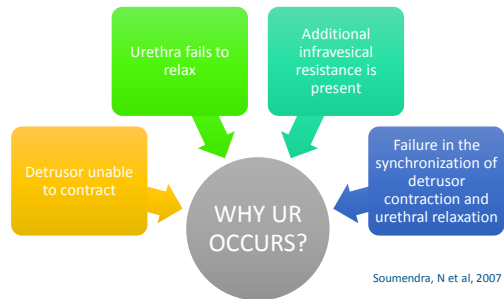 Urethra fails to
relax
Additional
infravesical
resistance is
present
Detrusor unable
to contract
Failure in the
synchronization of
detrusor
contraction and
urethral relaxation
WHY UR
OCCURS?
Soumendra, N et al, 2007